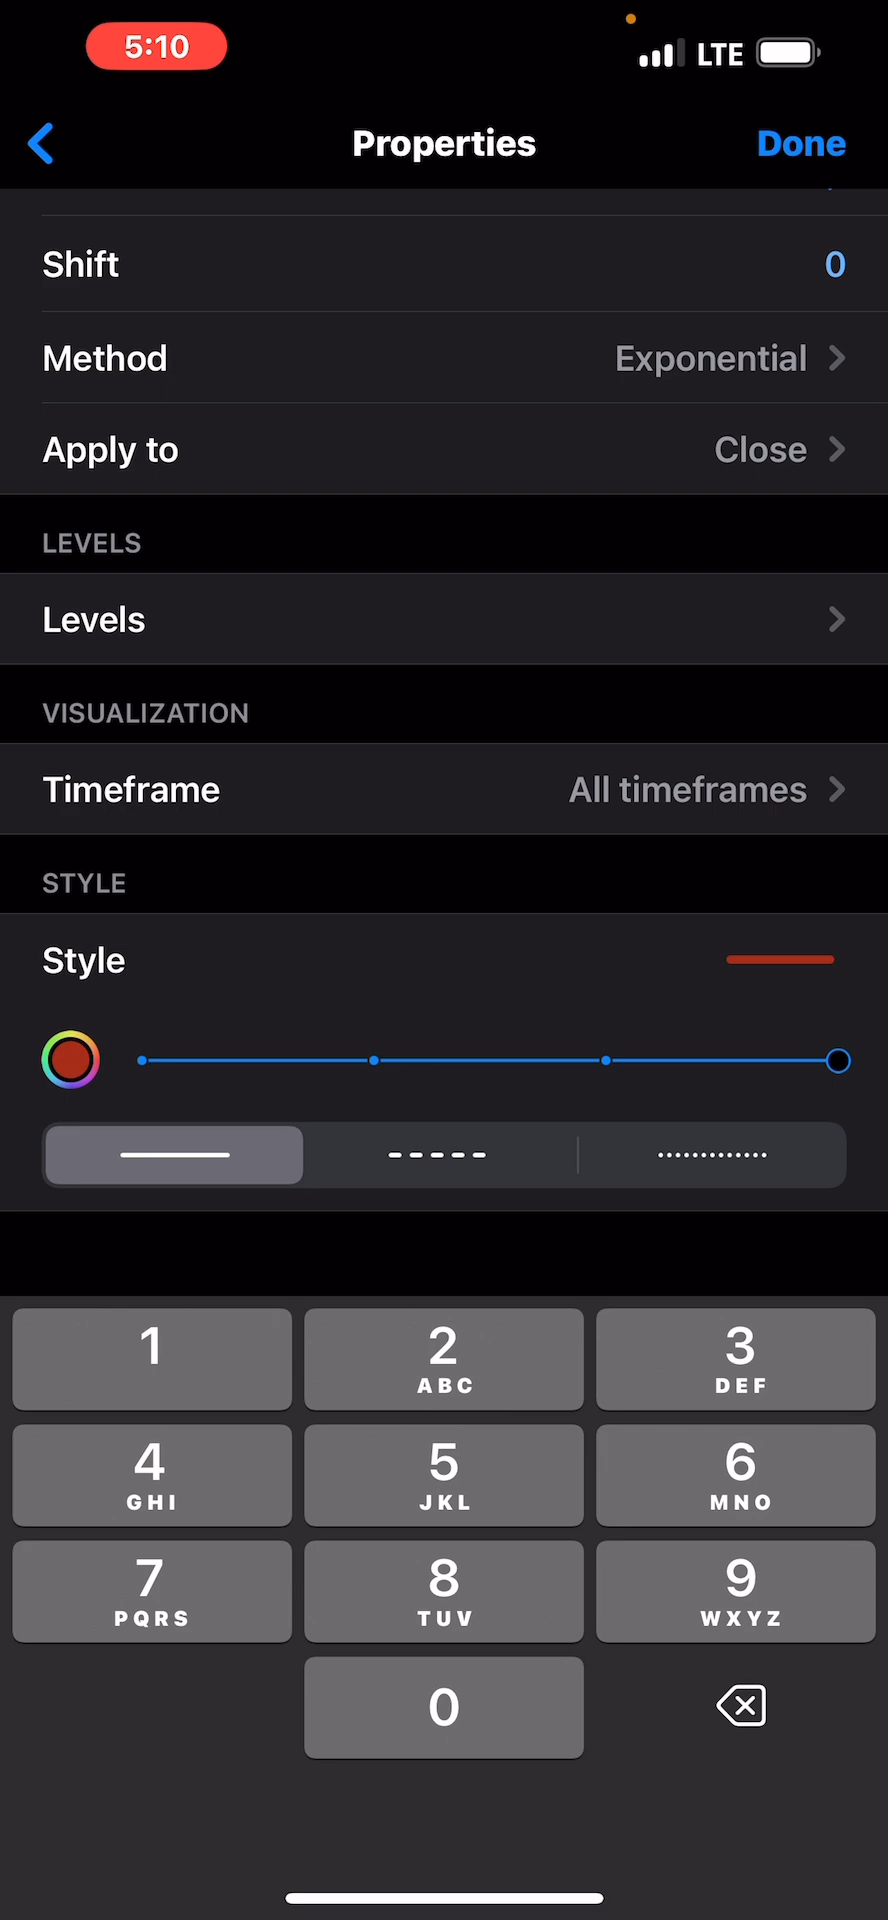 5:10
LTE
Properties
Done
Shift
0
Method
Exponential
Apply to
Close
LEVELS
Levels
VISUALIZATION
Timeframe
All timeframes
STYLE
Style
1
2
ABC
3
DEF
4
GHI
5
JKL
6
MNO
7
PQRS
8
TUV
9
WXYZ
0